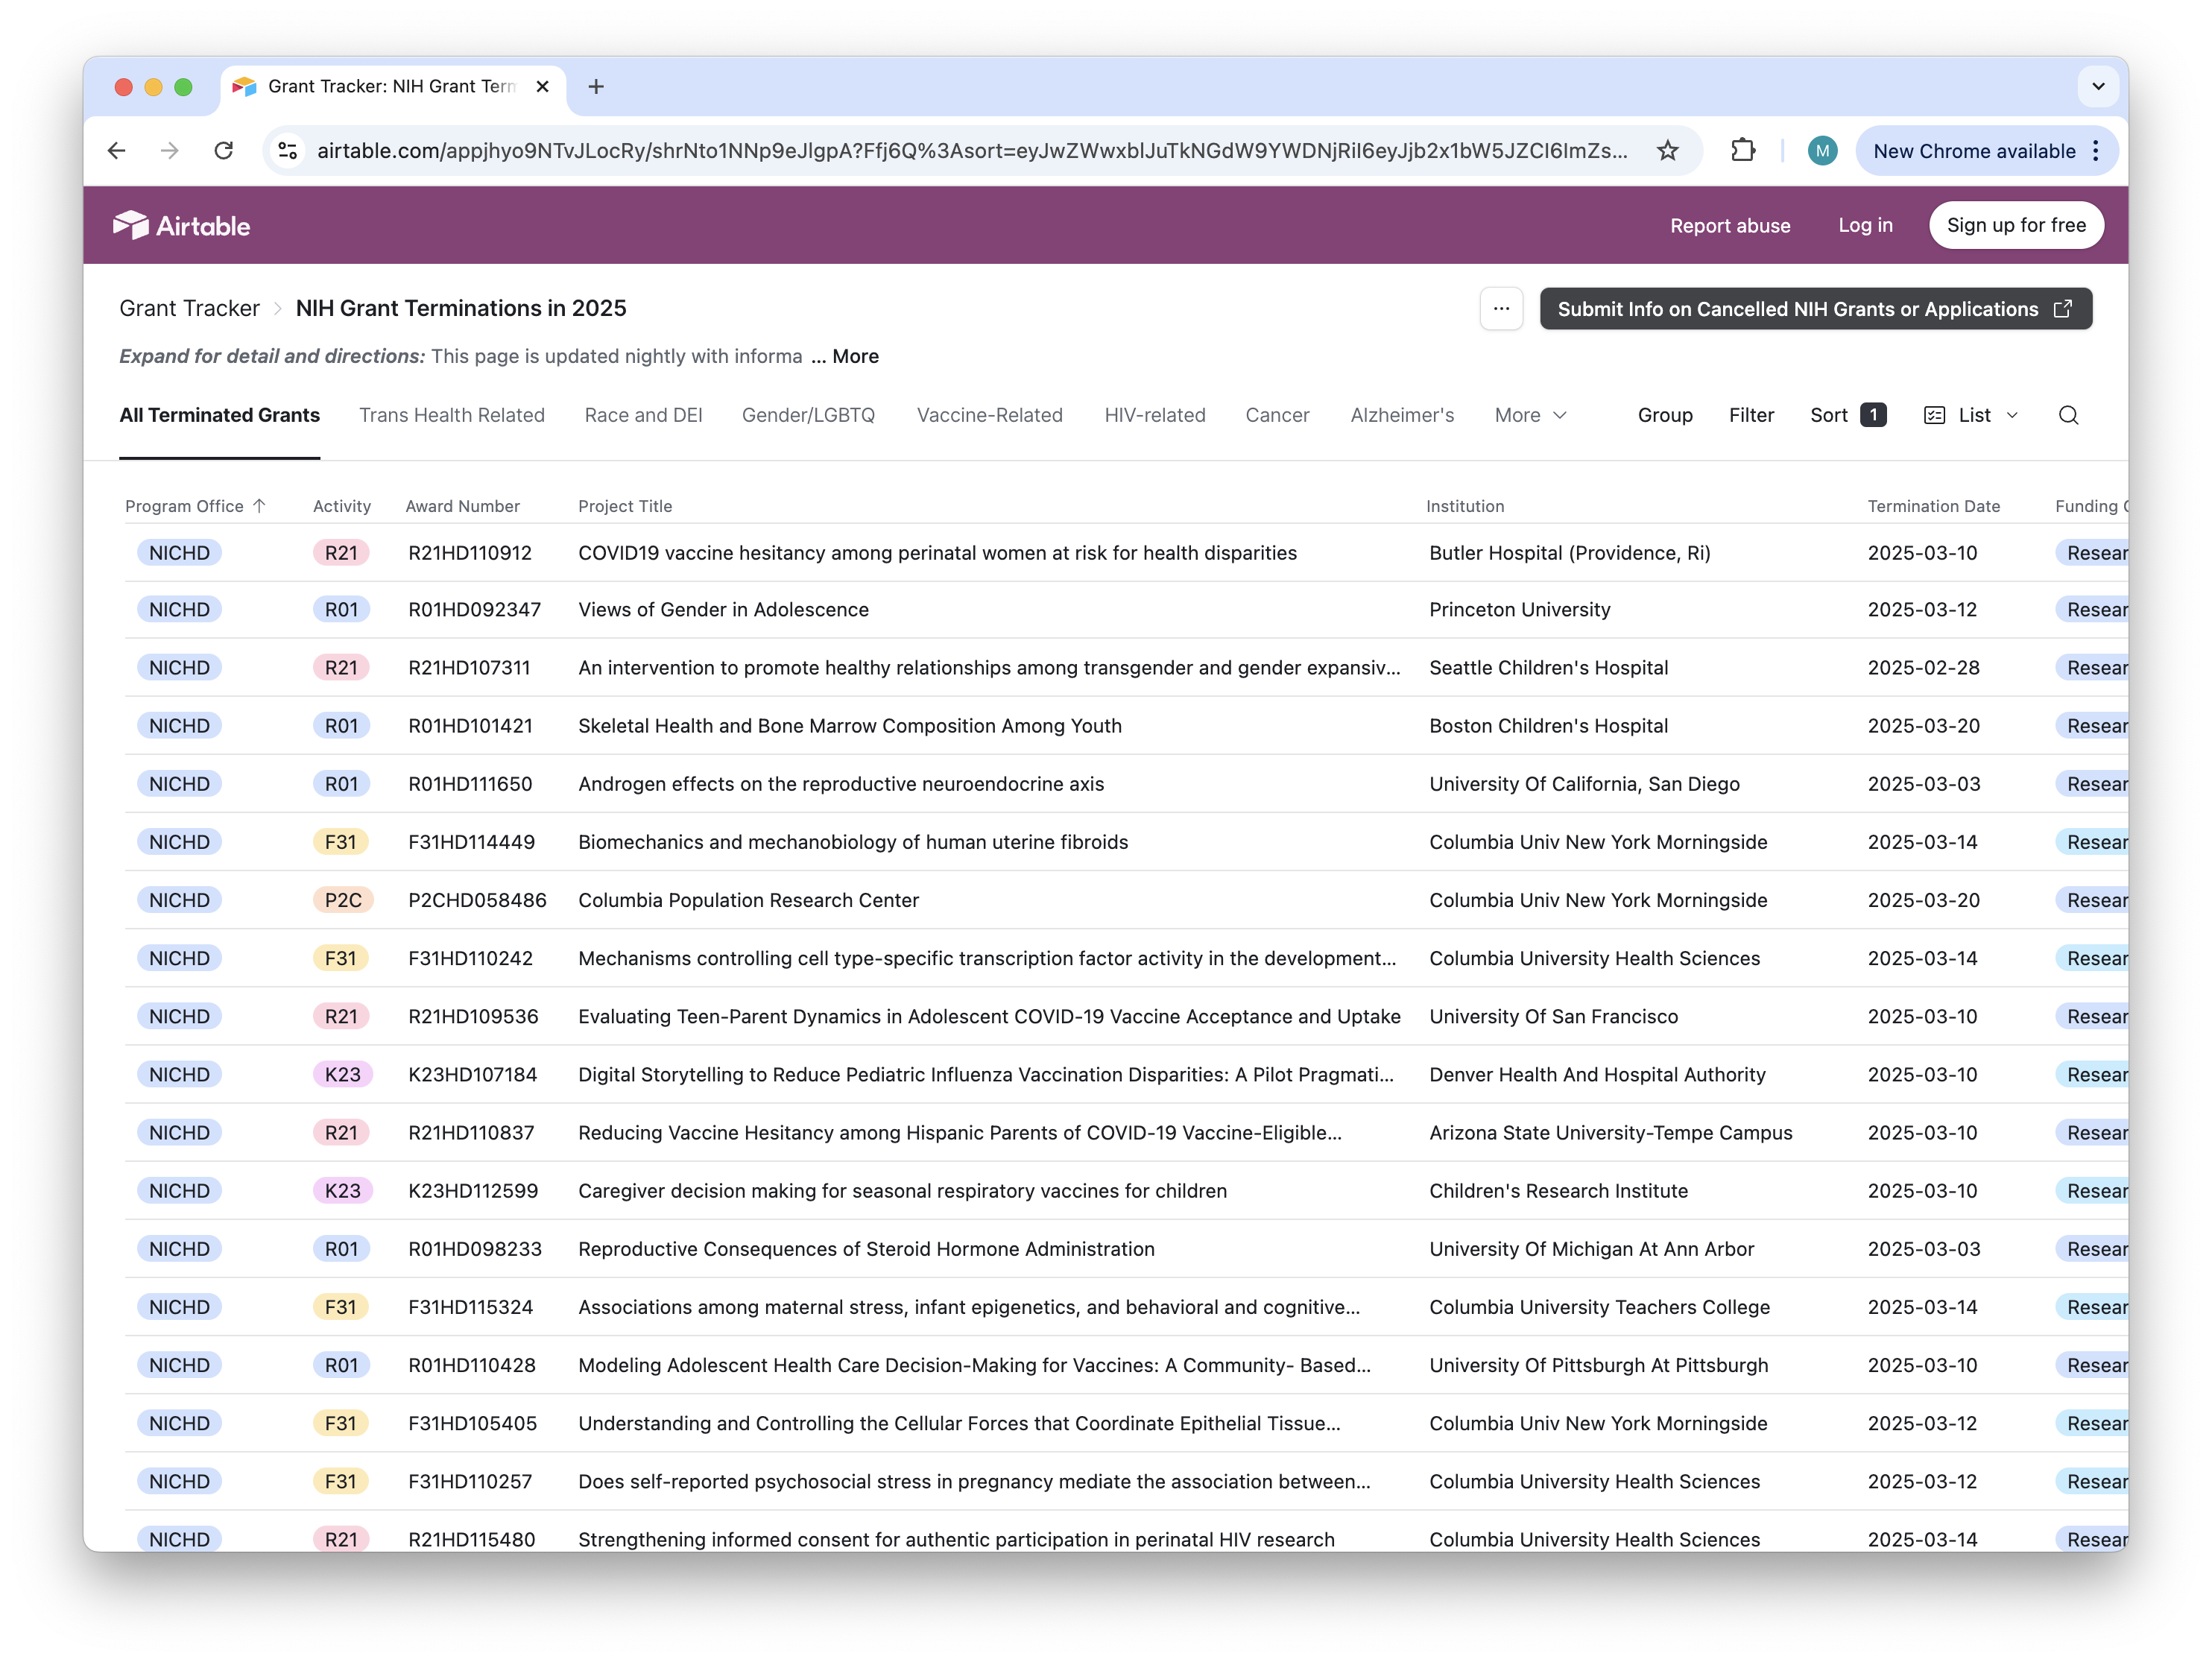 Grant Tracker: NIH Grant Tern
airtable.com/appjhyo9NTvJLocRy/shrNto1NNp9eJlgpA?Ffj6Q%3Asort=eyJwZWwxblJuTkNGdW9YWDNjRiI6eyJjb2x1bW5JZCI6ImZs...
M
New Chrome available
Airtable
Report abuse
Log in
Sign up for free
Grant Tracker > NIH Grant Terminations in 2025
...
Submit Info on Cancelled NIH Grants or Applications
Expand for detail and directions: This page is updated nightly with informa ... More
All Terminated Grants Trans Health Related Race and DEI Gender/LGBTQ Vaccine-Related HIV-related Cancer Alzheimer's More Group Filter Sort 1 List
Program Office ↑ Activity Award Number Project Title Institution Termination Date Funding
NICHD R21 R21HD110912 COVID19 vaccine hesitancy among perinatal women at risk for health disparities Butler Hospital (Providence, Ri) 2025-03-10 Resear
NICHD R01 R01HD092347 Views of Gender in Adolescence Princeton University 2025-03-12 Resear
NICHD R21 R21HD107311 An intervention to promote healthy relationships among transgender and gender expansiv... Seattle Children's Hospital 2025-02-28 Resear
NICHD R01 R01HD101421 Skeletal Health and Bone Marrow Composition Among Youth Boston Children's Hospital 2025-03-20 Resear
NICHD R01 R01HD111650 Androgen effects on the reproductive neuroendocrine axis University Of California, San Diego 2025-03-03 Resear
NICHD F31 F31HD114449 Biomechanics and mechanobiology of human uterine fibroids Columbia Univ New York Morningside 2025-03-14 Resear
NICHD P2C P2CHD058486 Columbia Population Research Center Columbia Univ New York Morningside 2025-03-20 Resear
NICHD F31 F31HD110242 Mechanisms controlling cell type-specific transcription factor activity in the development... Columbia University Health Sciences 2025-03-14 Resear
NICHD R21 R21HD109536 Evaluating Teen-Parent Dynamics in Adolescent COVID-19 Vaccine Acceptance and Uptake University Of San Francisco 2025-03-10 Resear
NICHD K23 K23HD107184 Digital Storytelling to Reduce Pediatric Influenza Vaccination Disparities: A Pilot Pragmati... Denver Health And Hospital Authority 2025-03-10 Resear
NICHD R21 R21HD110837 Reducing Vaccine Hesitancy among Hispanic Parents of COVID-19 Vaccine-Eligible... Arizona State University-Tempe Campus 2025-03-10 Resear
NICHD K23 K23HD112599 Caregiver decision making for seasonal respiratory vaccines for children Children's Research Institute 2025-03-10 Resear
NICHD R01 R01HD098233 Reproductive Consequences of Steroid Hormone Administration University Of Michigan At Ann Arbor 2025-03-03 Resear
NICHD F31 F31HD115324 Associations among maternal stress, infant epigenetics, and behavioral and cognitive... Columbia University Teachers College 2025-03-14 Resear
NICHD R01 R01HD110428 Modeling Adolescent Health Care Decision-Making for Vaccines: A Community- Based... University Of Pittsburgh At Pittsburgh 2025-03-10 Resear
NICHD F31 F31HD105405 Understanding and Controlling the Cellular Forces that Coordinate Epithelial Tissue... Columbia Univ New York Morningside 2025-03-12 Resear
NICHD F31 F31HD110257 Does self-reported psychosocial stress in pregnancy mediate the association between... Columbia University Health Sciences 2025-03-12 Resear
NICHD R21 R21HD115480 Strengthening informed consent for authentic participation in perinatal HIV research Columbia University Health Sciences 2025-03-14 Resear